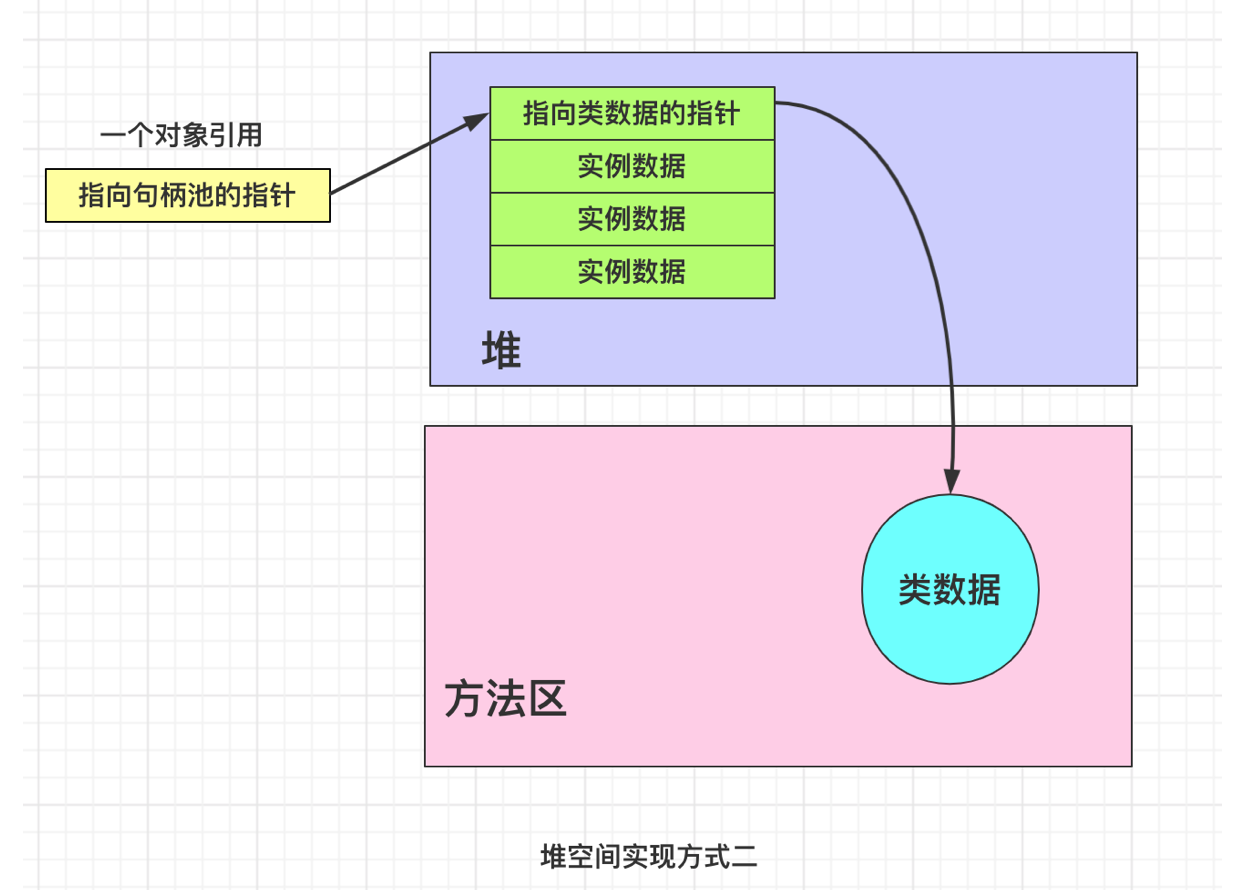 一个对象引用
指向句柄池的指针
指向类数据的指针
实例数据
实例数据
实例数据
堆
类数据
方法区
堆空间实现方式二